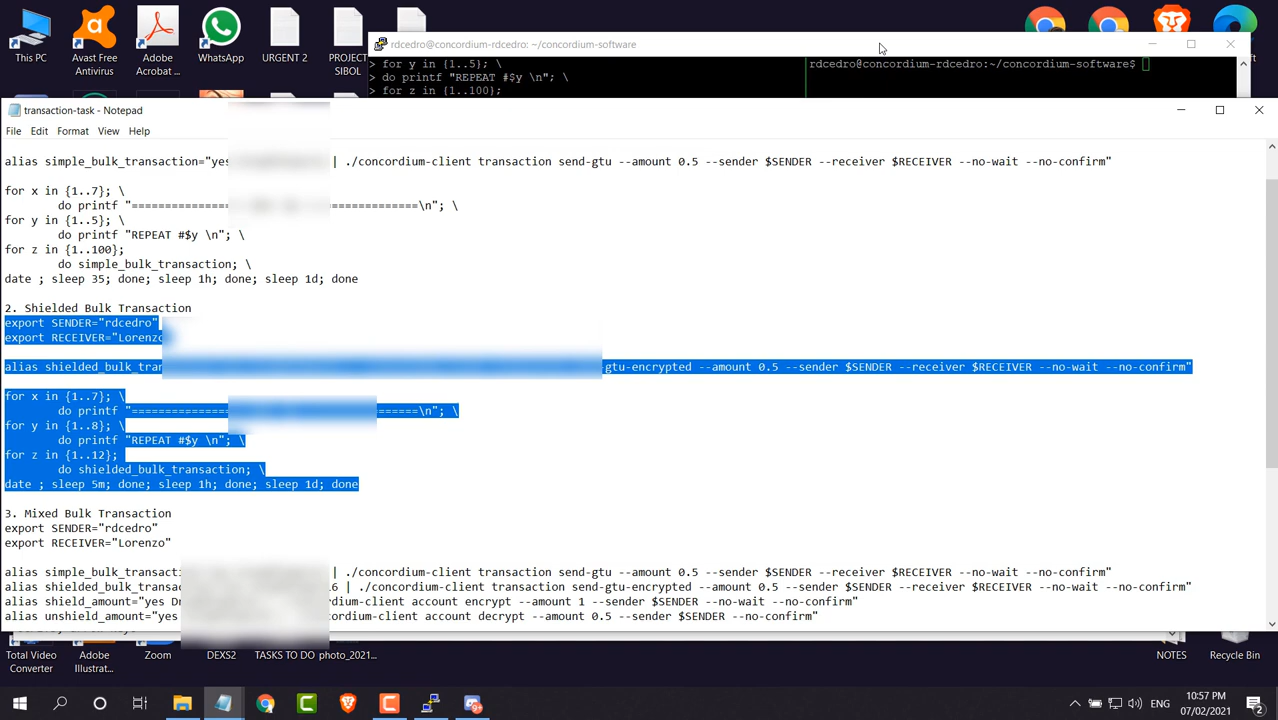 This PC
Avast Free
Antivirus
Adobe
Acrobat ...
WhatsApp
URGENT 2
PROJECT
SIBOL
rdcedro@concordium-rdcedro: ~/concordium-software
> for y in {1..5}; \
> do printf "REPEAT #$y \n"; \
> for z in {1..100};
rdcedro@concordium-rdcedro:~/concordium-software$
transaction-task - Notepad
File Edit Format View Help
alias simple_bulk_transaction="yes | ./concordium-client transaction send-gtu --amount 0.5 --sender $SENDER --receiver $RECEIVER --no-wait --no-confirm"
for x in {1..7}; \
do printf "=============== =============\n"; \
for y in {1..5}; \
do printf "REPEAT #$y \n"; \
for z in {1..100};
do simple_bulk_transaction; \
date ; sleep 35; done; sleep 1h; done; sleep 1d; done
2. Shielded Bulk Transaction
export SENDER="rdcedro"
export RECEIVER="Lorenzo
alias shielded_bulk_tran gtu-encrypted --amount 0.5 --sender $SENDER --receiver $RECEIVER --no-wait --no-confirm"
for x in {1..7}; \
do printf "=============== ======\n"; \
for y in {1..8}; \
do printf "REPEAT #$y \n"; \
for z in {1..12};
do shielded_bulk_transaction; \
date ; sleep 5m; done; sleep 1h; done; sleep 1d; done
3. Mixed Bulk Transaction
export SENDER="rdcedro"
export RECEIVER="Lorenzo"
alias simple_bulk_transact | ./concordium-client transaction send-gtu --amount 0.5 --sender $SENDER --receiver $RECEIVER --no-wait --no-confirm"
alias shielded_bulk_transa 6 | ./concordium-client transaction send-gtu-encrypted --amount 0.5 --sender $SENDER --receiver $RECEIVER --no-wait --no-confirm"
alias shield_amount="yes D rdium-client account encrypt --amount 1 --sender $SENDER --no-wait --no-confirm"
alias unshield_amount="yes cordium-client account decrypt --amount 0.5 --sender $SENDER --no-confirm"
Total Video
Converter
Adobe
Illustrat...
Zoom
DEXS2
TASKS TO DO
photo_2021...
NOTES
Recycle Bin
ENG
10:57 PM
07/02/2021
2